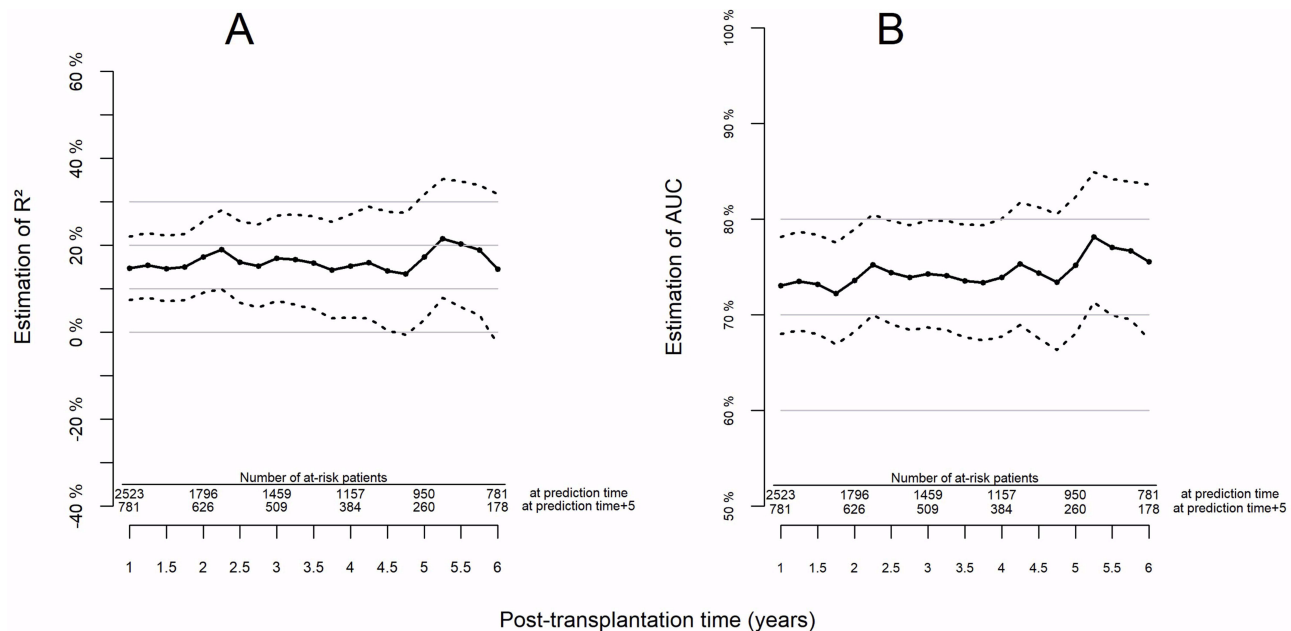 A
Estimation of R²
60 %
40 %
20 %
0 %
-20 %
-40 %
Number of at-risk patients
2523 1796 1459 1157 950 781 at prediction time
781 626 509 384 260 178 at prediction time+5
1 1.5 2 2.5 3 3.5 4 4.5 5 5.5 6
B
Estimation of AUC
100 %
90 %
80 %
70 %
60 %
50 %
Number of at-risk patients
2523 1796 1459 1157 950 781 at prediction time
781 626 509 384 260 178 at prediction time+5
1 1.5 2 2.5 3 3.5 4 4.5 5 5.5 6
Post-transplantation time (years)